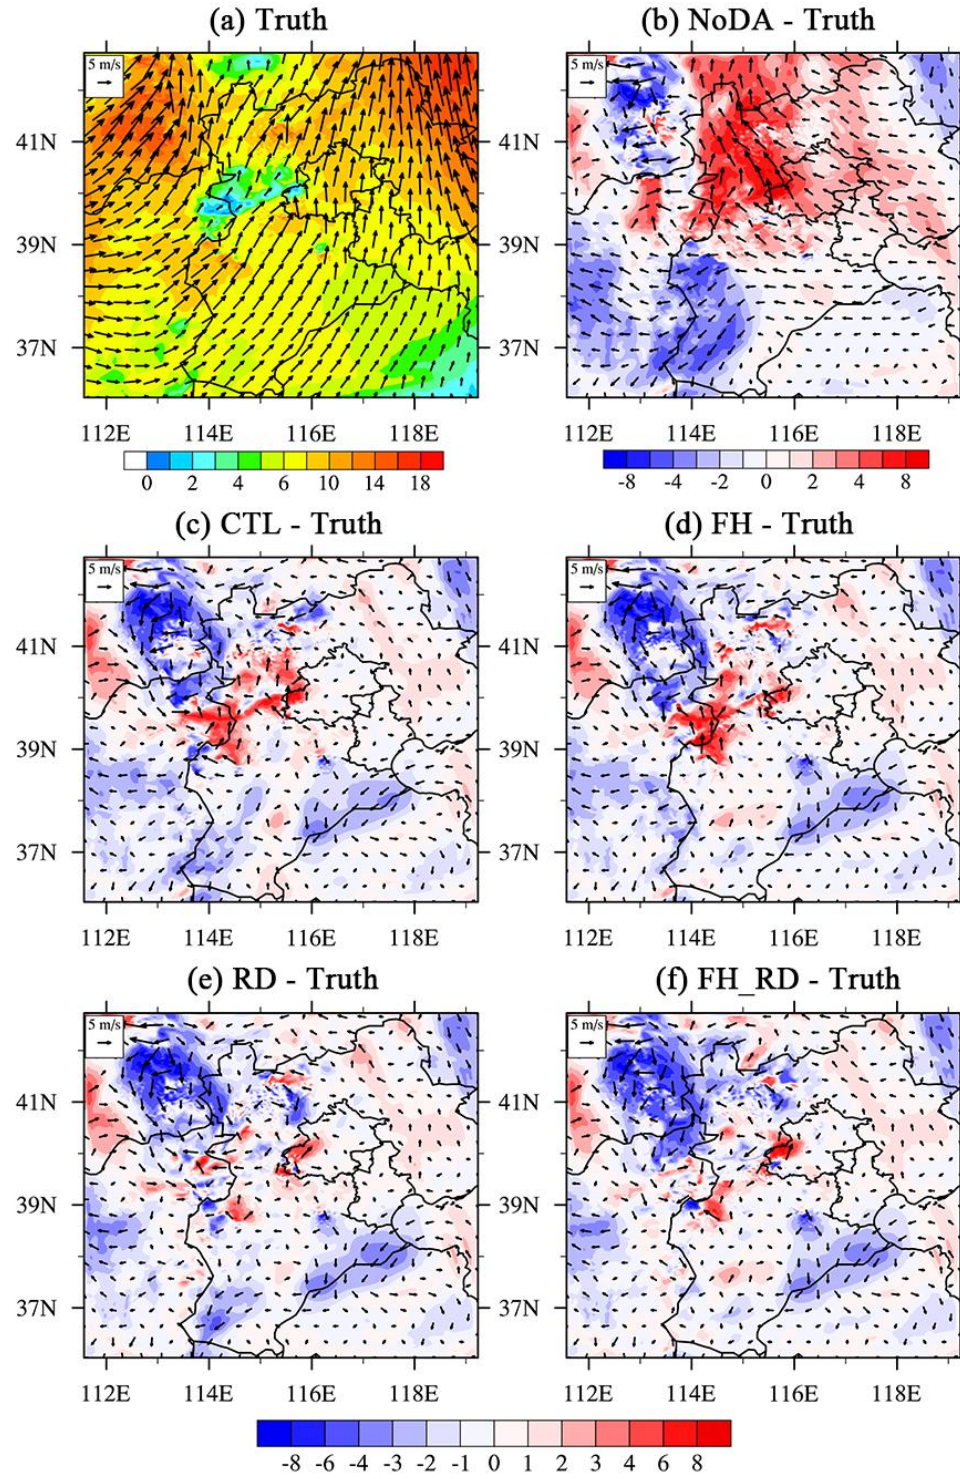 (a) Truth
(b) NoDA - Truth
5 m/s
5 m/s
41N
39N
37N
41N
39N
37N
112E 114E 116E 118E
112E 114E 116E 118E
0 2 4 6 10 14 18
-8 -4 -2 0 2 4 8
(c) CTL - Truth
(d) FH - Truth
5 m/s
5 m/s
41N
39N
37N
41N
39N
37N
112E 114E 116E 118E
112E 114E 116E 118E
(e) RD - Truth
(f) FH_RD - Truth
5 m/s
5 m/s
41N
39N
37N
41N
39N
37N
112E 114E 116E 118E
112E 114E 116E 118E
-8 -6 -4 -3 -2 -1 0 1 2 3 4 6 8